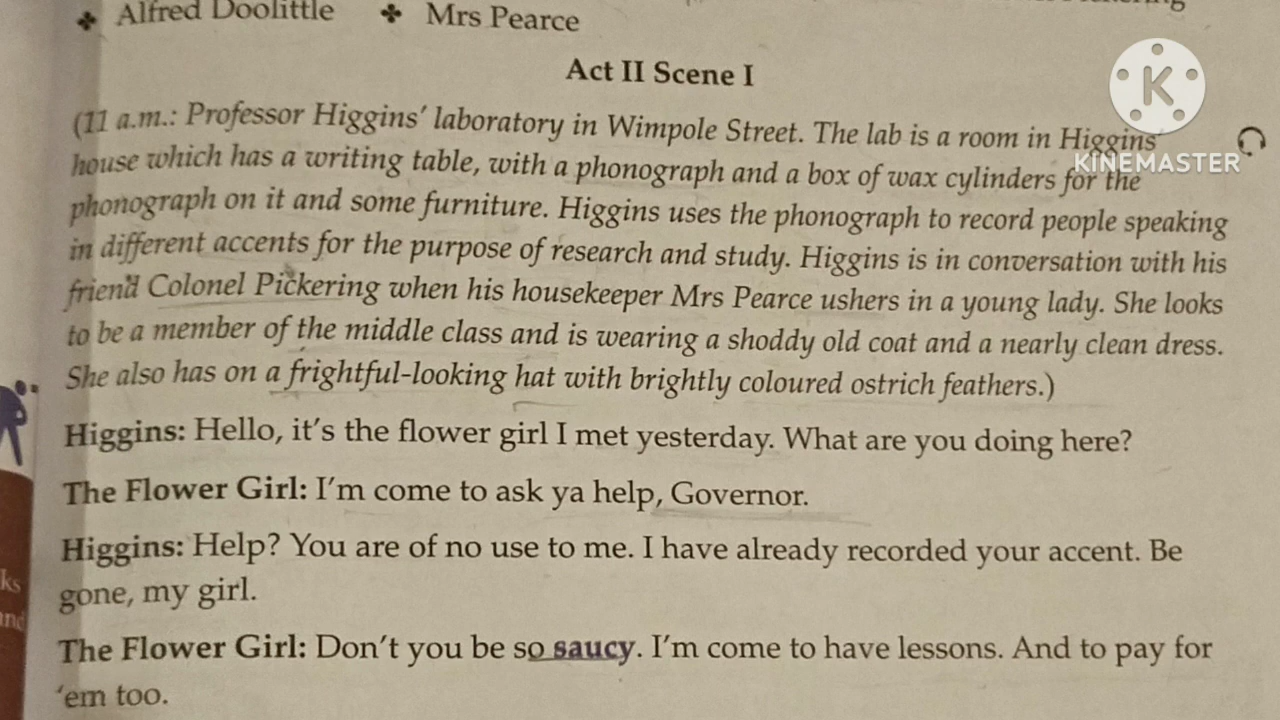 ❖ Alfred Doolittle ❖ Mrs Pearce
Act II Scene I
(11 a.m.: Professor Higgins' laboratory in Wimpole Street. The lab is a room in Higgins'
house which has a writing table, with a phonograph and a box of wax cylinders for the
phonograph on it and some furniture. Higgins uses the phonograph to record people speaking
in different accents for the purpose of research and study. Higgins is in conversation with his
friend Colonel Pickering when his housekeeper Mrs Pearce ushers in a young lady. She looks
to be a member of the middle class and is wearing a shoddy old coat and a nearly clean dress.
She also has on a frightful-looking hat with brightly coloured ostrich feathers.)
Higgins: Hello, it's the flower girl I met yesterday. What are you doing here?
The Flower Girl: I'm come to ask ya help, Governor.
Higgins: Help? You are of no use to me. I have already recorded your accent. Be
gone, my girl.
The Flower Girl: Don't you be so saucy. I'm come to have lessons. And to pay for
'em too.
K
KINEMASTER
ks
and